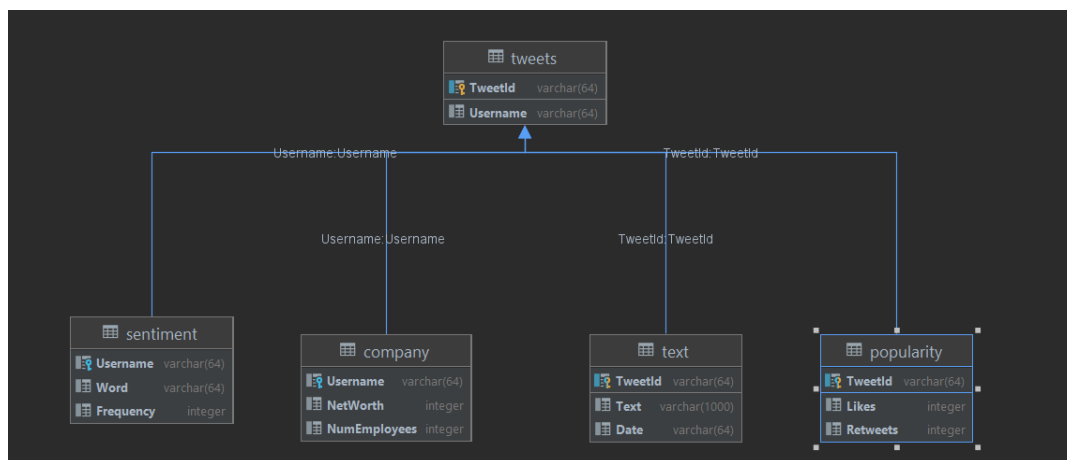 tweets
TweetId varchar(64)
Username varchar(64)
Username:Username
TweetId:TweetId
Username:Username
TweetId:TweetId
sentiment
Username varchar(64)
Word varchar(64)
Frequency integer
company
Username varchar(64)
NetWorth integer
NumEmployees integer
text
TweetId varchar(64)
Text varchar(1000)
Date varchar(64)
popularity
TweetId varchar(64)
Likes integer
Retweets integer